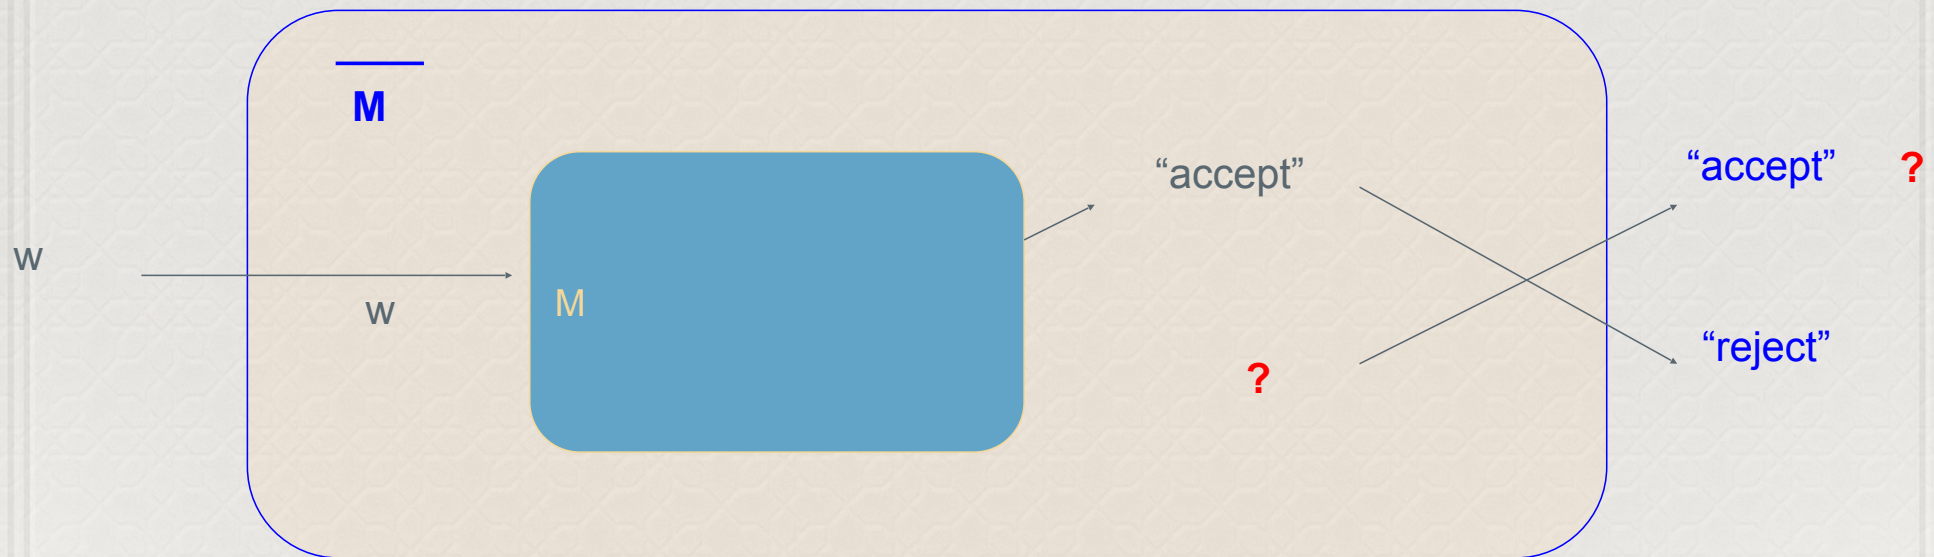 M
“accept”
“accept” ?
w
w
M
“reject”
?